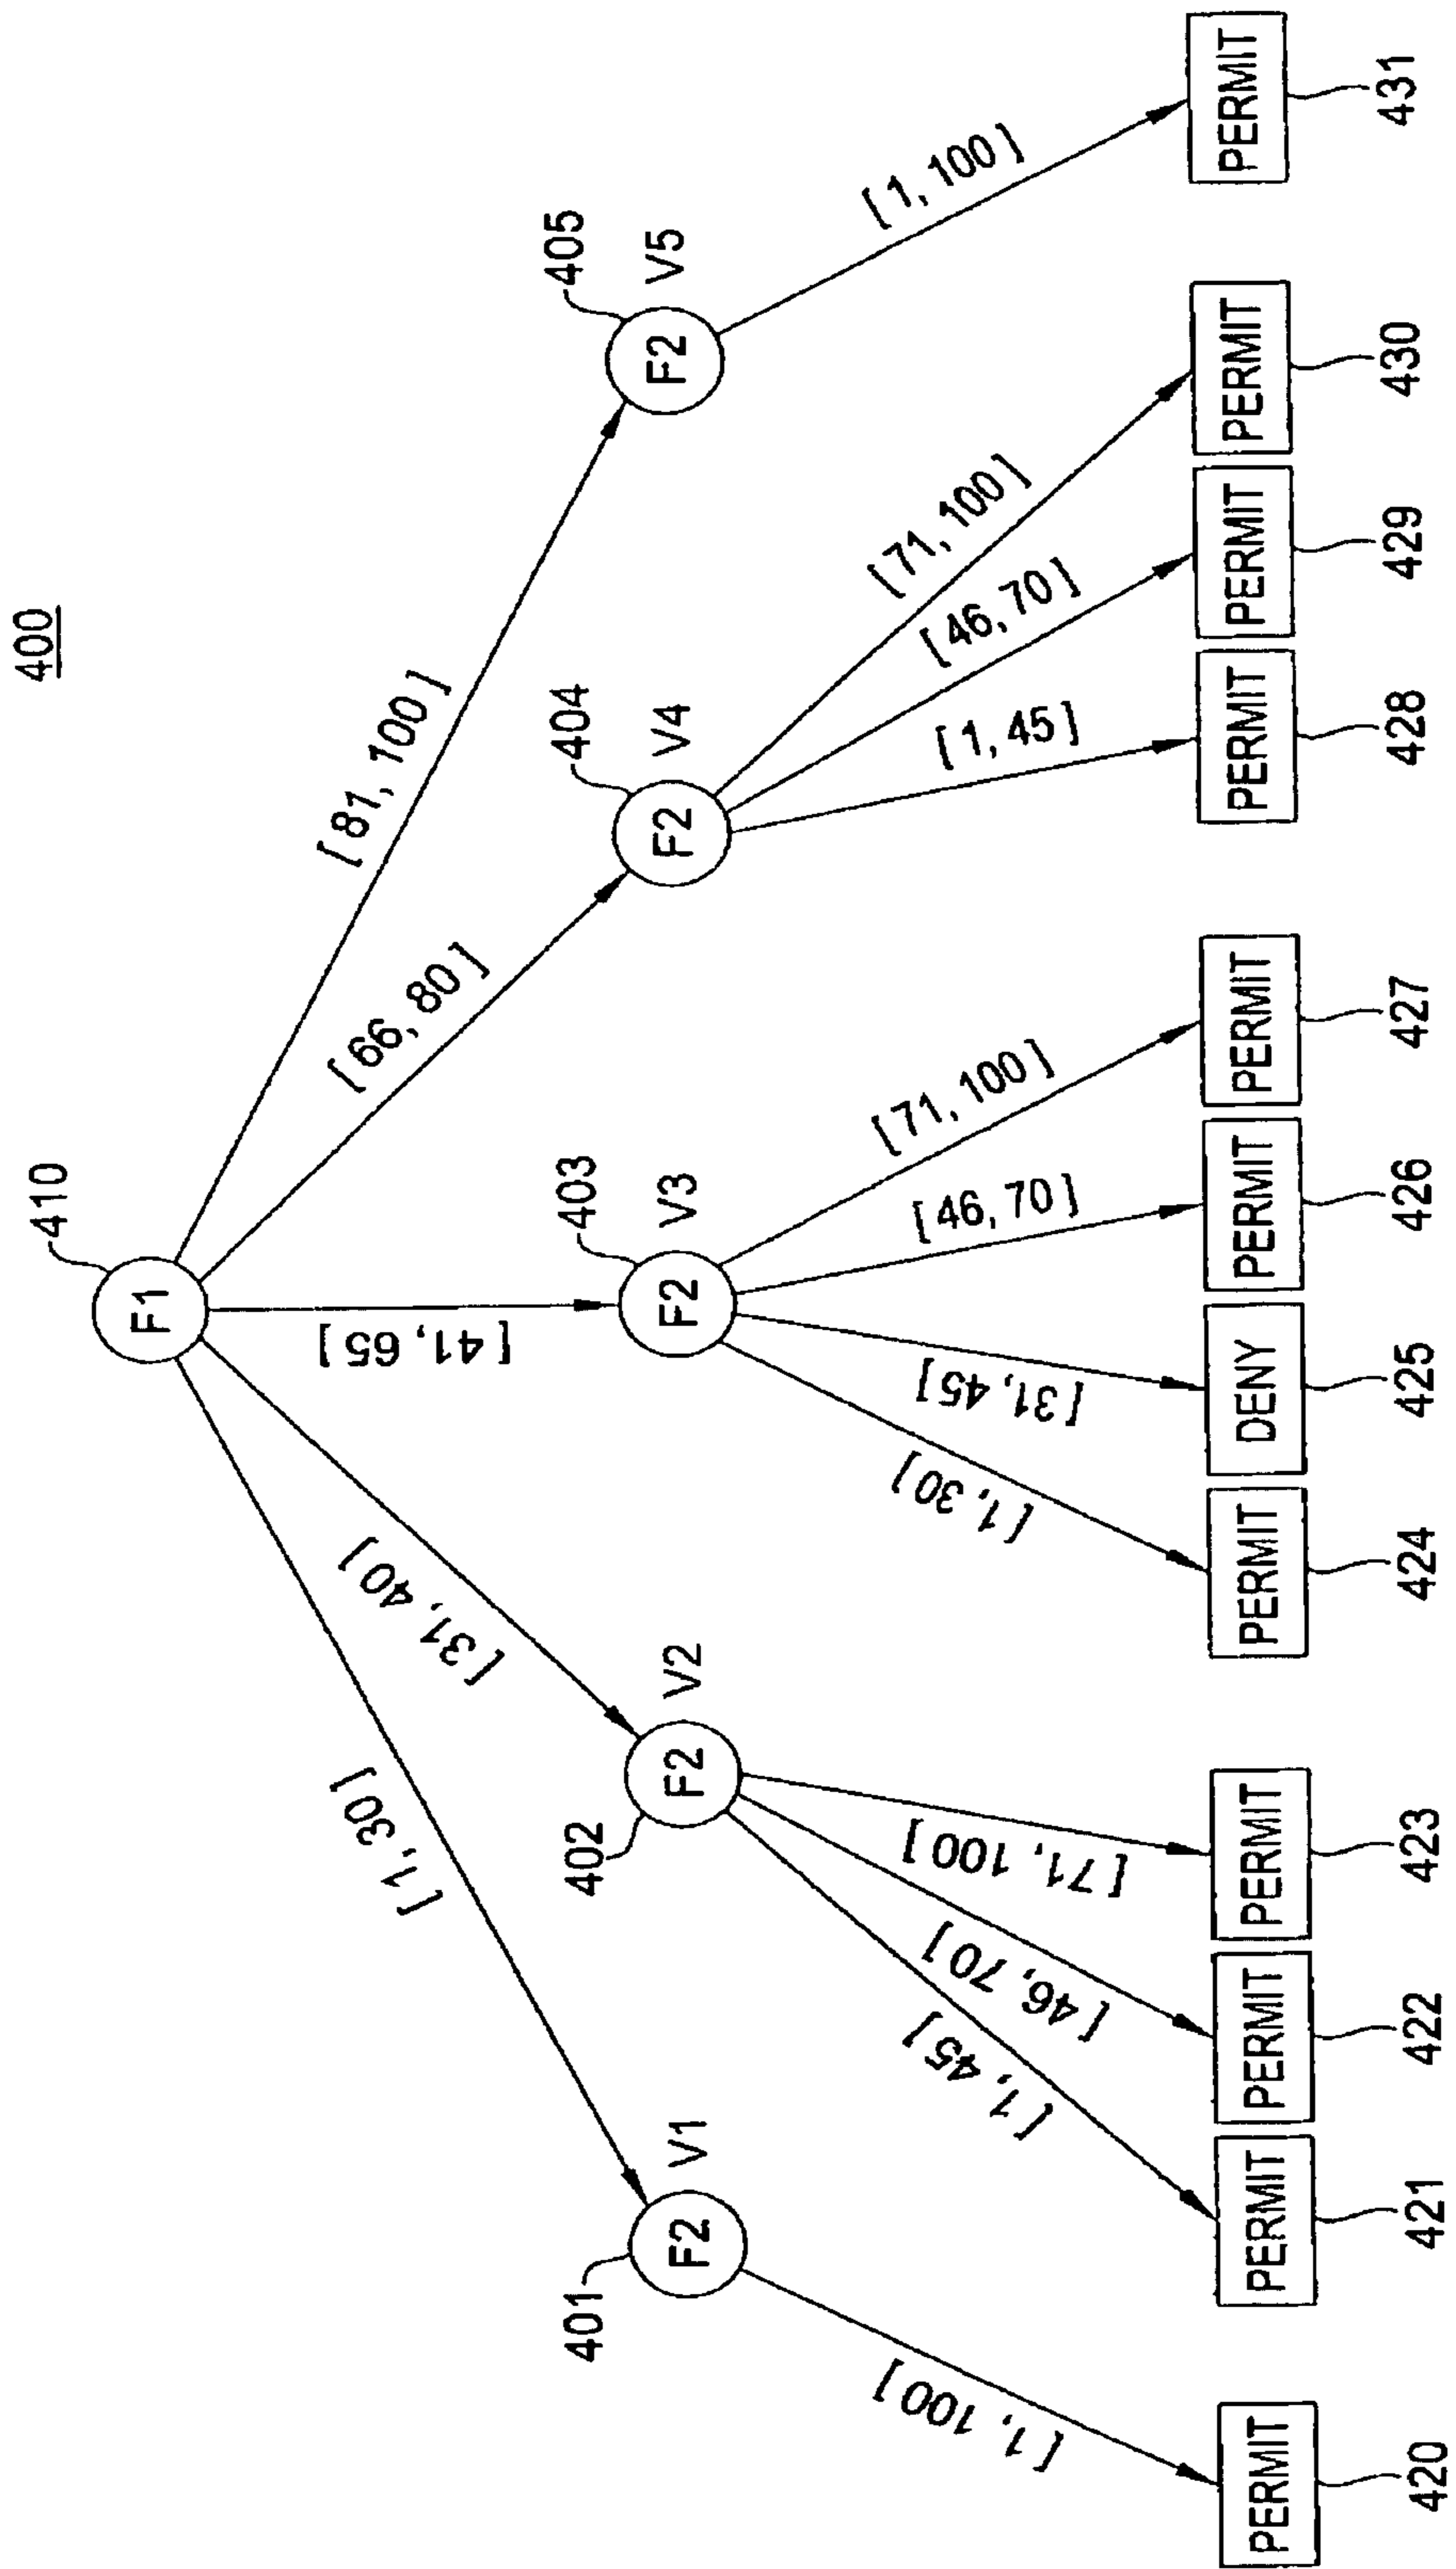 400
410
F1
[1, 30]
[31, 40]
[41, 65]
[66, 80]
[81, 100]
401
F2
V1
402
F2
V2
403
F2
V3
404
F2
V4
405
F2
V5
[1, 100]
[1, 45]
[46, 70]
[71, 100]
[1, 30]
[31, 45]
[46, 70]
[71, 100]
[1, 45]
[46, 70]
[71, 100]
[1, 100]
PERMIT
PERMIT
PERMIT
PERMIT
PERMIT
DENY
PERMIT
PERMIT
PERMIT
PERMIT
PERMIT
PERMIT
420
421
422
423
424
425
426
427
428
429
430
431